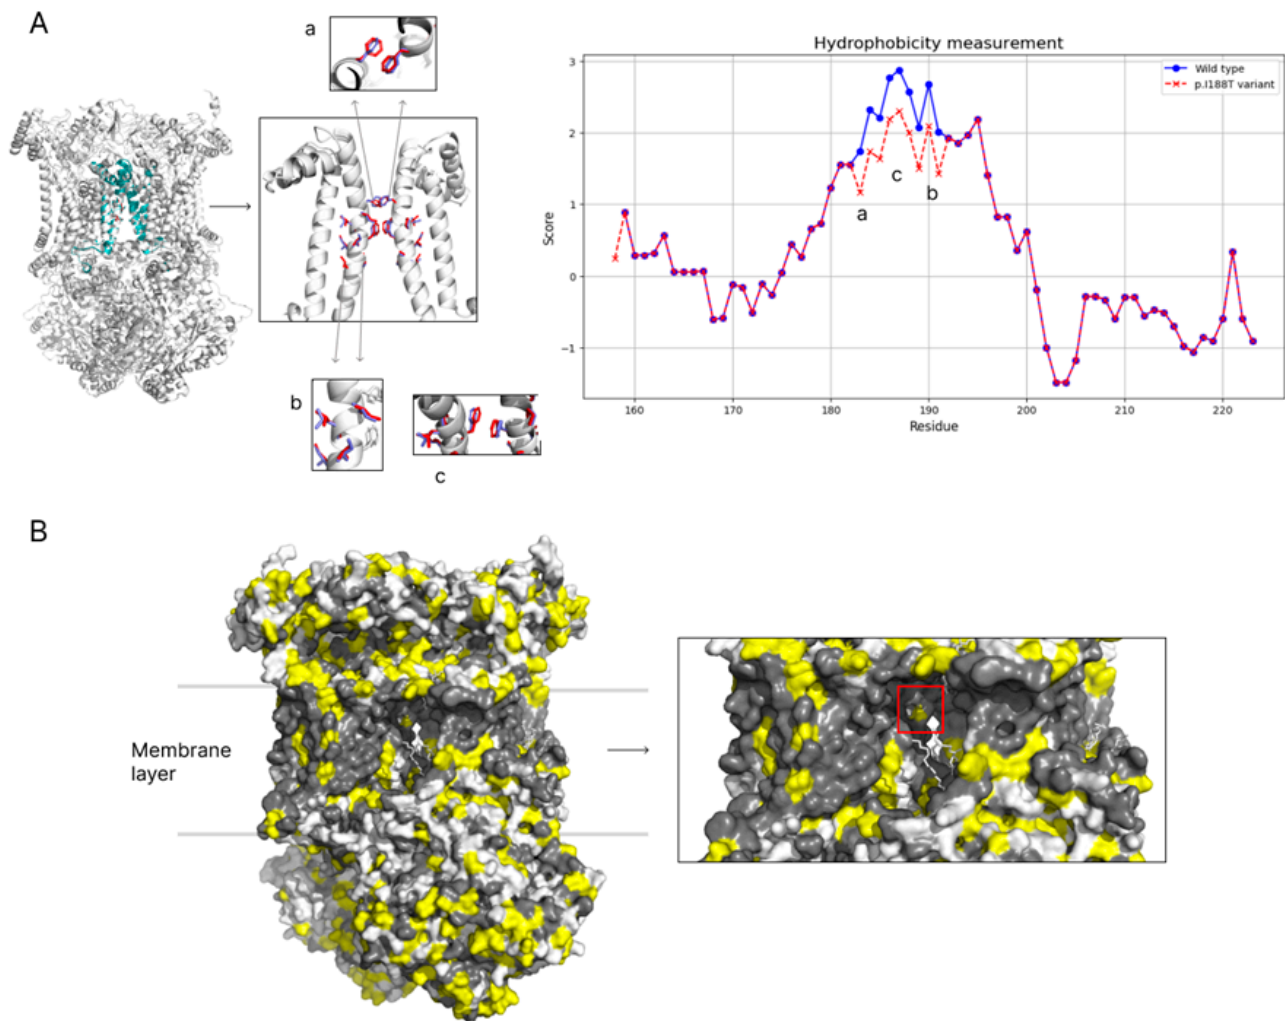 A
a
b
c
Hydrophobicity measurement
Wild type
p.I188T variant
Score
3
2
1
0
−1
a
c
b
160
170
180
190
200
210
220
Residue
B
Membrane
layer